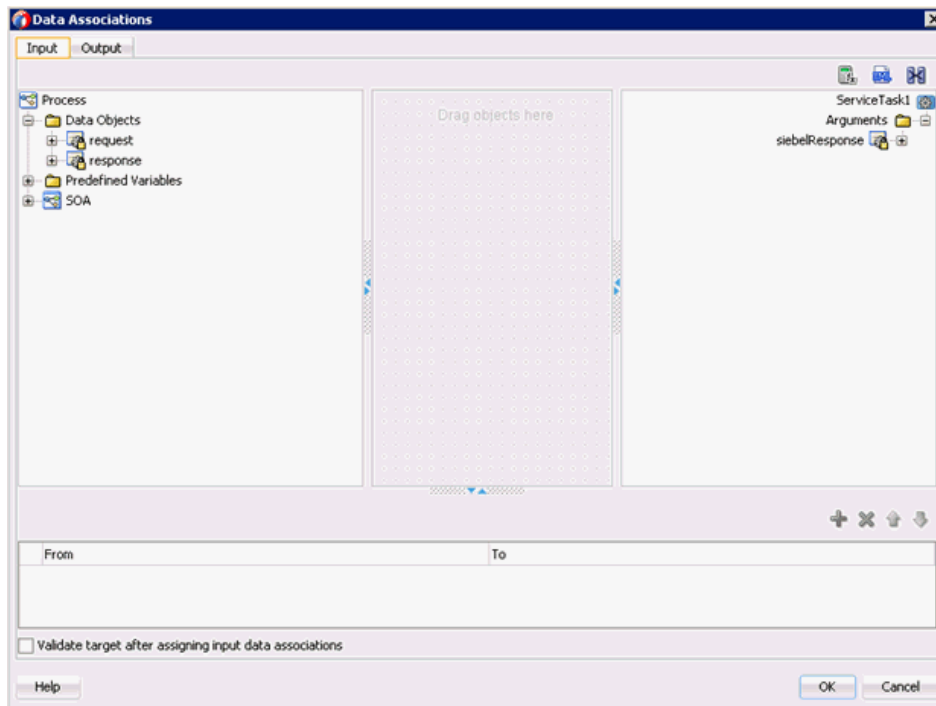 Data Associations
Input Output
Process
Data Objects
request
response
Predefined Variables
SOA
Drag objects here
ServiceTask1
Arguments
siebelResponse
From To
Validate target after assigning input data associations
Help OK Cancel